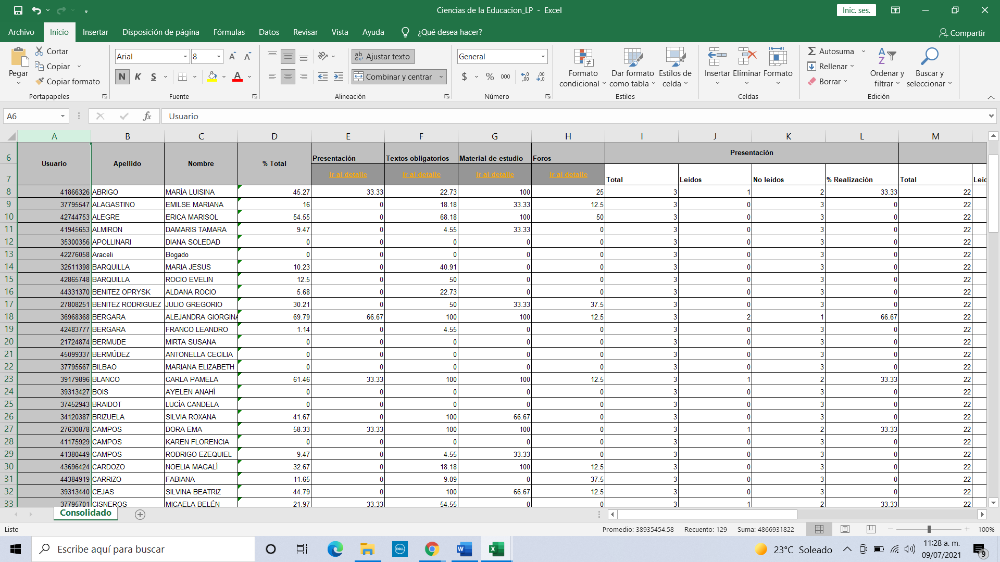 Ciencias de la Educacion_LP - Excel
Inic. ses.
Archivo Inicio Insertar Disposición de página Fórmulas Datos Revisar Vista Ayuda ¿Qué desea hacer? Compartir
Pegar
Cortar
Copiar
Copiar formato
Portapapeles
Arial 8
N K S A
Fuente
Ajustar texto
Combinar y centrar
Alineación
General
$ % 000
Número
Formato condicional
Dar formato como tabla
Estilos de celda
Estilos
Insertar Eliminar Formato
Celdas
Autosuma
Rellenar
Borrar
Ordenar y filtrar
Buscar y seleccionar
Edición
A6 fx Usuario
A B C D E F G H I J K L M
6 Usuario Apellido Nombre % Total Presentación Textos obligatorios Material de estudio Foros Presentación
7 Ir al detalle Ir al detalle Ir al detalle Ir al detalle Total Leídos No leídos % Realización Total Leíd
8 41866326 ABRIGO MARÍA LUISINA 45.27 33.33 22.73 100 25 3 1 2 33.33 22
9 37795547 ALAGASTINO EMILSE MARIANA 16 0 18.18 33.33 12.5 3 0 3 0 22
10 42744753 ALEGRE ERICA MARISOL 54.55 0 68.18 100 50 3 0 3 0 22
11 41945653 ALMIRON DAMARIS TAMARA 9.47 0 4.55 33.33 0 3 0 3 0 22
12 35300356 APOLLINARI DIANA SOLEDAD 0 0 0 0 0 3 0 3 0 22
13 42276058 Araceli Bogado 0 0 0 0 0 3 0 3 0 22
14 32511398 BARQUILLA MARIA JESUS 10.23 0 40.91 0 0 3 0 3 0 22
15 42865748 BARQUILLA ROCIO EVELIN 12.5 0 50 0 0 3 0 3 0 22
16 44331370 BENITEZ OPRYSK ALDANA ROCIO 5.68 0 22.73 0 0 3 0 3 0 22
17 27808251 BENITEZ RODRIGUEZ JULIO GREGORIO 30.21 0 50 33.33 37.5 3 0 3 0 22
18 36968368 BERGARA ALEJANDRA GIORGINA 69.79 66.67 100 100 12.5 3 2 1 66.67 22
19 42483777 BERGARA FRANCO LEANDRO 1.14 0 4.55 0 0 3 0 3 0 22
20 21724874 BERMUDE MIRTA SUSANA 0 0 0 0 0 3 0 3 0 22
21 45099337 BERMÚDEZ ANTONELLA CECILIA 0 0 0 0 0 3 0 3 0 22
22 37795567 BILBAO MARIANA ELIZABETH 0 0 0 0 0 3 0 3 0 22
23 39179896 BLANCO CARLA PAMELA 61.46 33.33 100 100 12.5 3 1 2 33.33 22
24 39313427 BOIS AYELEN ANAHÍ 0 0 0 0 0 3 0 3 0 22
25 37452943 BRAIDOT LUCÍA CANDELA 0 0 0 0 0 3 0 3 0 22
26 34120387 BRIZUELA SILVIA ROXANA 41.67 0 100 66.67 0 3 0 3 0 22
27 27630878 CAMPOS DORA EMA 58.33 33.33 100 100 0 3 1 2 33.33 22
28 41175929 CAMPOS KAREN FLORENCIA 0 0 0 0 0 3 0 3 0 22
29 41380449 CAMPOS RODRIGO EZEQUIEL 9.47 0 4.55 33.33 0 3 0 3 0 22
30 43696424 CARDOZO NOELIA MAGALÍ 32.67 0 18.18 100 12.5 3 0 3 0 22
31 44384919 CARRIZO FABIANA 11.65 0 9.09 0 37.5 3 0 3 0 22
32 39313440 CEJAS SILVINA BEATRIZ 44.79 0 100 66.67 12.5 3 0 3 0 22
33 37795701 CISNEROS MICAELA BELÉN 21.97 33.33 54.55 0 0 3 1 2 33.33 22
Consolidado
Listo Promedio: 38935454.58 Recuento: 129 Suma: 4866931822 100%
Escribe aquí para buscar 23°C Soleado 11:28 a. m.
09/07/2021 9